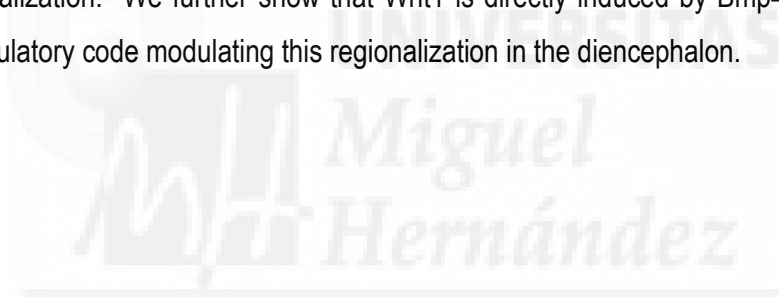 alization. We further show that Wnt1 is directly induced by Bmp-
ulatory code modulating this regionalization in the diencephalon.
UNIVERSITAS
Miguel
Hernández